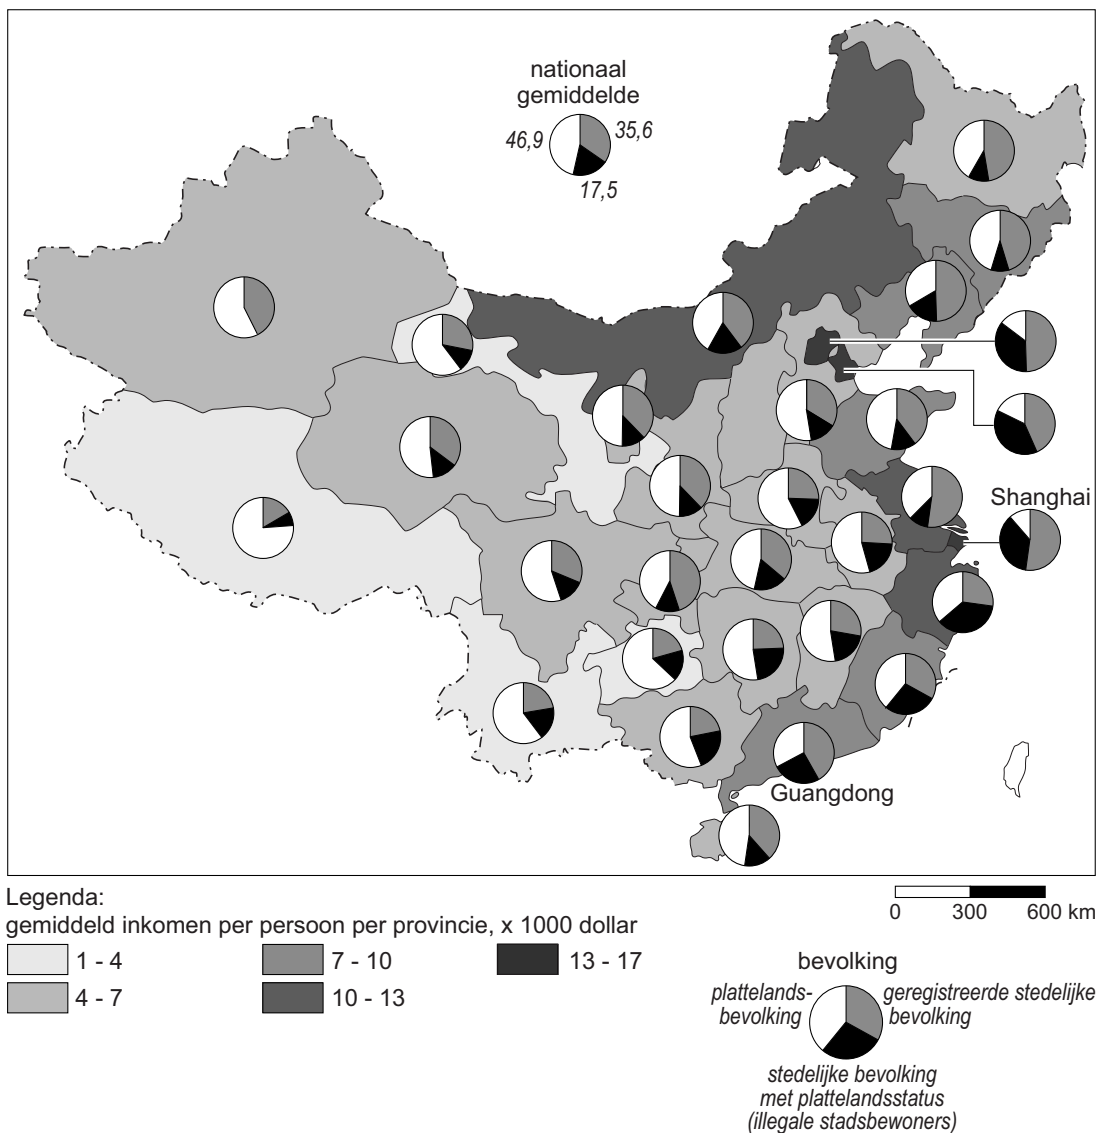 nationaal
gemiddelde
46,9
35,6
17,5
Shanghai
Guangdong
Legenda:
gemiddeld inkomen per persoon per provincie, x 1000 dollar
1 - 4
7 - 10
13 - 17
4 - 7
10 - 13
0 300 600 km
bevolking
plattelands-
bevolking
geregistreerde stedelijke
bevolking
stedelijke bevolking
met plattelandsstatus
(illegale stadsbewoners)